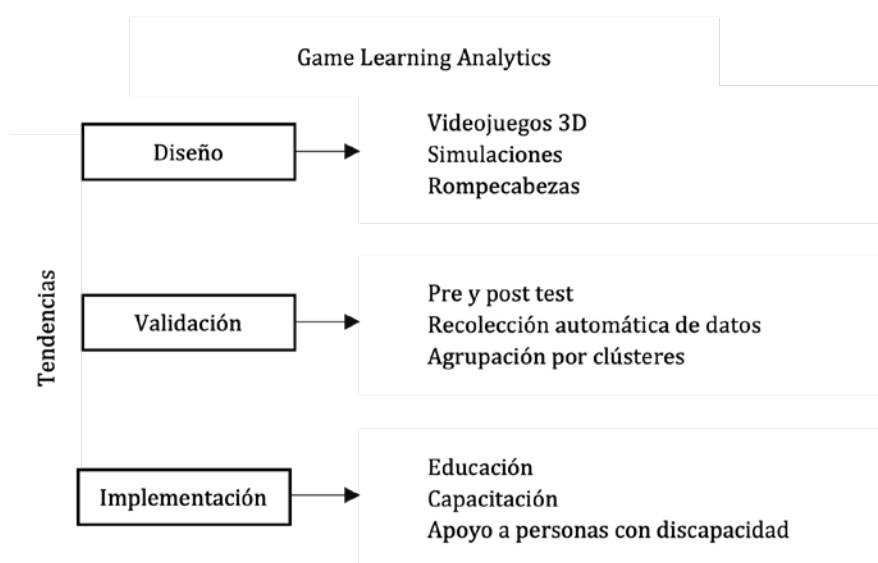 Game Learning Analytics
Diseño
Videojuegos 3D
Simulaciones
Rompecabezas
Tendencias
Validación
Pre y post test
Recolección automática de datos
Agrupación por clústeres
Implementación
Educación
Capacitación
Apoyo a personas con discapacidad